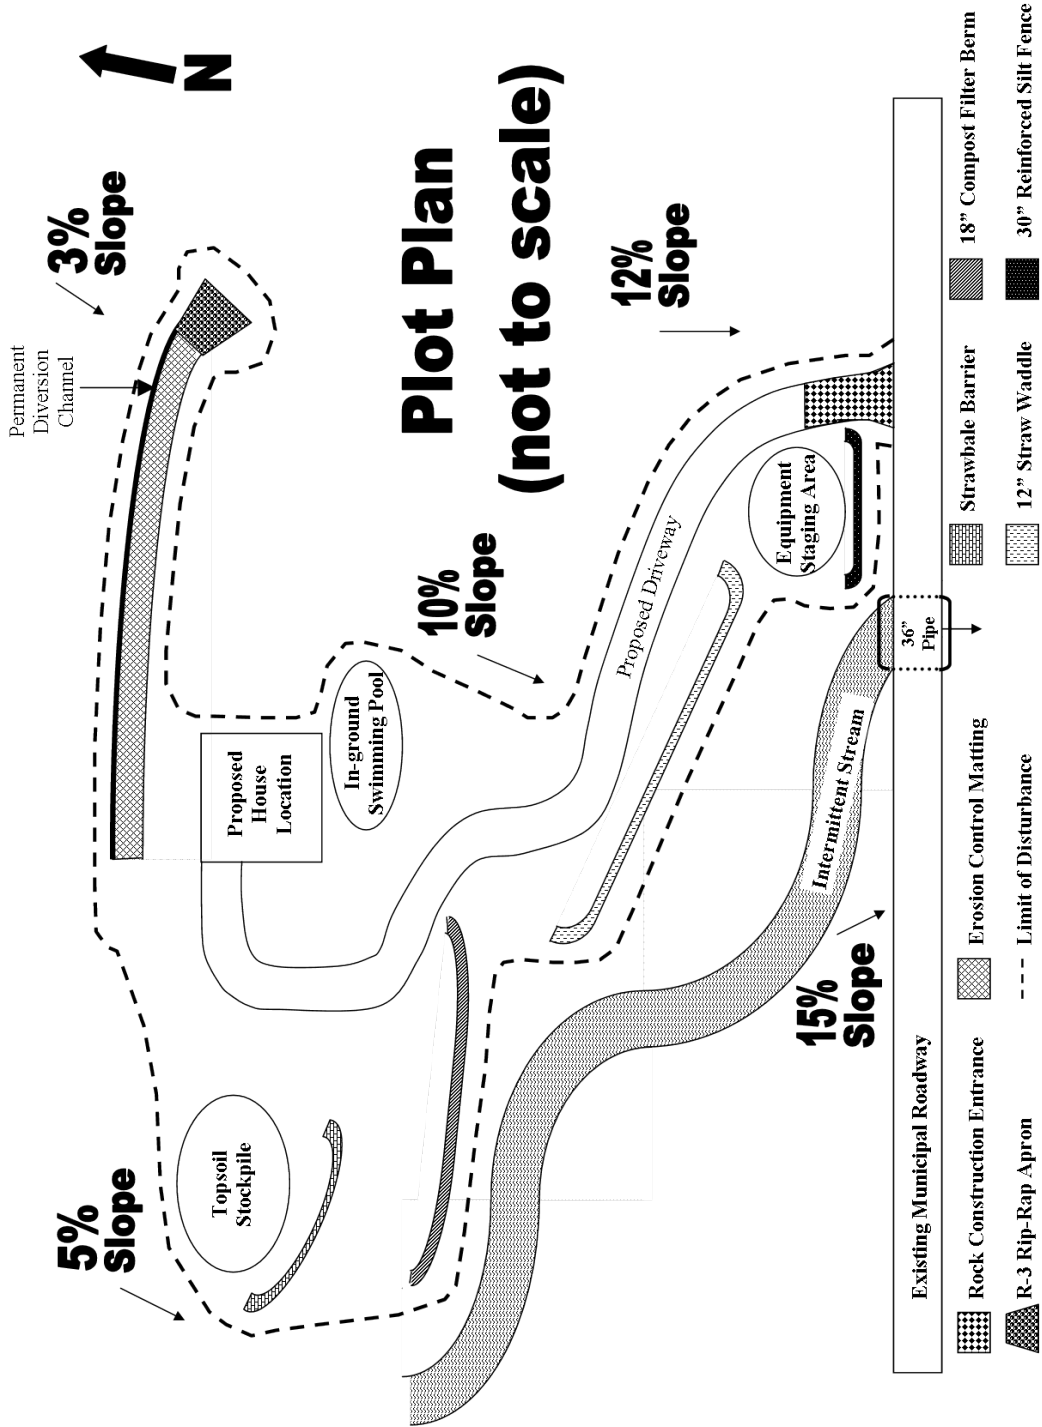 Plot Plan
(not to scale)
N
5%
Slope
3%
Slope
10%
Slope
12%
Slope
15%
Slope
Permanent
Diversion
Channel
Topsoil
Stockpile
Proposed
House
Location
In-ground
Swimming Pool
Proposed Driveway
Equipment
Staging Area
Intermittent Stream
36”
Pipe
Existing Municipal Roadway
Rock Construction Entrance
Erosion Control Matting
Strawbale Barrier
18” Compost Filter Berm
R-3 Rip-Rap Apron
Limit of Disturbance
12” Straw Waddle
30” Reinforced Silt Fence